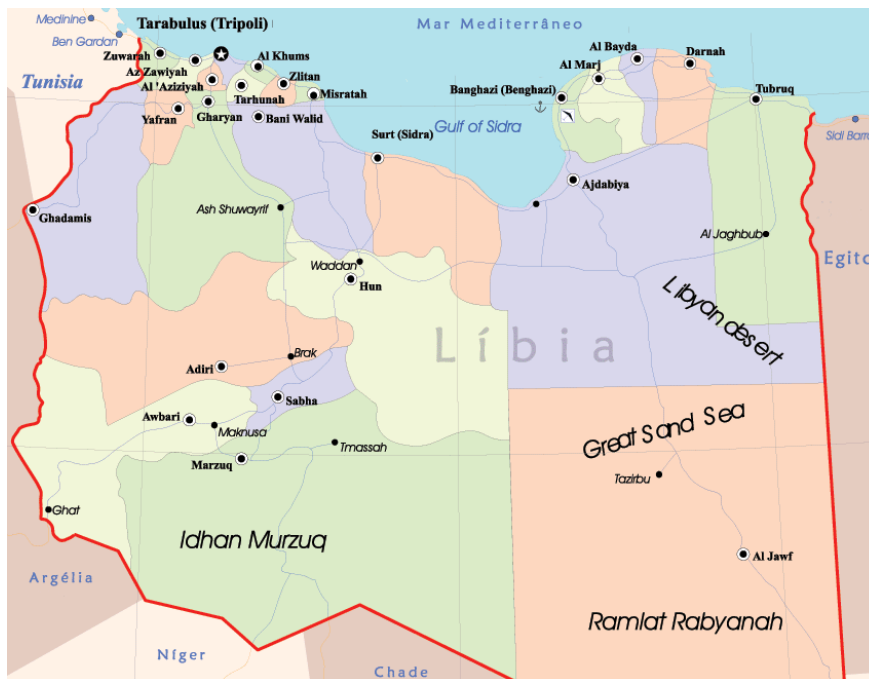 Medinine
Mar Mediterrâneo
Tarabulus (Tripoli)
Ben Gardan
Zuwarah
Al Khums
Al Bayda
Darnah
Az Zawiyah
Al Marj
Tunisia
Al 'Aziziyah
Zlitan
Tarhunah
Misratah
Banghazi (Benghazi)
Tubruq
Yafran
Gharyan
Bani Walid
Gulf of Sidra
Surt (Sidra)
Sidi Barr
Ajdabiya
Ghadamis
Ash Shuwayrif
Al Jaghbub
Egito
Waddan
Hun
Libyan desert
Líbia
Brak
Adiri
Sabha
Awbari
Maknusa
Great Sand Sea
Tmassah
Marzuq
Tazirbu
Ghat
Idhan Murzuq
Al Jawf
Argélia
Ramlat Rabyanah
Níger
Chade